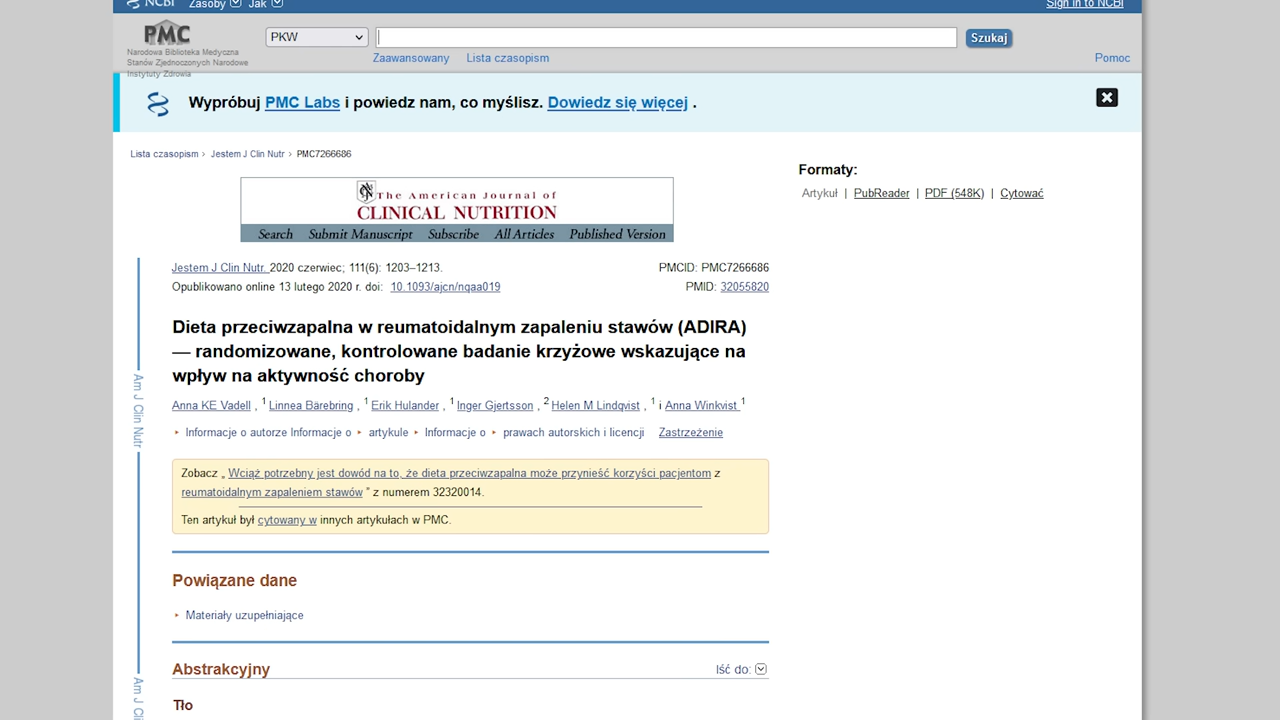 NCBI Zasoby Jak Sign in to NCBI
PMC
Narodowa Biblioteka Medyczna
Stanów Zjednoczonych Narodowe
Instytuty Zdrowia
PKW Szukaj
Zaawansowany Lista czasopism Pomoc
Wypróbuj PMC Labs i powiedz nam, co myślisz. Dowiedz się więcej .
Lista czasopism › Jestem J Clin Nutr › PMC7266686
Formaty:
Artykuł | PubReader | PDF (548K) | Cytować
The American Journal of
CLINICAL NUTRITION
Search Submit Manuscript Subscribe All Articles Published Version
Jestem J Clin Nutr. 2020 czerwiec; 111(6): 1203–1213. PMCID: PMC7266686
Opublikowano online 13 lutego 2020 r. doi: 10.1093/ajcn/nqaa019 PMID: 32055820
Dieta przeciwzapalna w reumatoidalnym zapaleniu stawów (ADIRA)
— randomizowane, kontrolowane badanie krzyżowe wskazujące na
wpływ na aktywność choroby
Anna KE Vadell , 1 Linnea Bärebring , 1 Erik Hulander , 1 Inger Gjertsson , 2 Helen M Lindqvist , 1 i Anna Winkvist 1
Informacje o autorze Informacje o artykule Informacje o prawach autorskich i licencji Zastrzeżenie
Zobacz „ Wciąż potrzebny jest dowód na to, że dieta przeciwzapalna może przynieść korzyści pacjentom z
reumatoidalnym zapaleniem stawów ” z numerem 32320014.
Ten artykuł był cytowany w innych artykułach w PMC.
Powiązane dane
Materiały uzupełniające
Abstrakcyjny Iść do:
Tło
Am J Clin Nutr
Am J Cli